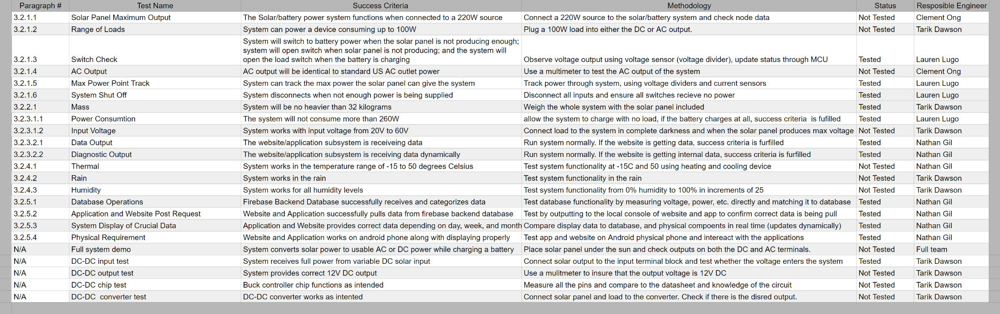 Paragraph # Test Name Success Criteria Methodology Status Resposible Engineer
3.2.1.1 Solar Panel Maximum Output The Solar/battery power system functions when connected to a 220W source Connect a 220W source to the solar/battery system and check node data Not Tested Clement Ong
3.2.1.2 Range of Loads System can power a device consuming up to 100W Plug a 100W load into either the DC or AC output. Not Tested Tarik Dawson
System will switch to battery power when the solar panel is not producing enough;
system will open switch when solar panel is not producing; and the system will
3.2.1.3 Switch Check open the load switch when the battery is charging Observe voltage output using voltage sensor (voltage divider), update status through MCU Tested Lauren Lugo
3.2.1.4 AC Output AC output will be identical to standard US AC outlet power Use a multimeter to test the AC output of the system Not Tested Clement Ong
3.2.1.5 Max Power Point Track System can track the max power the solar panel can give the system Track power through system, using voltage dividers and current sensors Tested Lauren Lugo
3.2.1.6 System Shut Off System disconnects when not enough power is being supplied Disconnect all inputs and ensure all switches recieve no power Tested Lauren Lugo
3.2.2.1 Mass System will be no heavier than 32 kilograms Weigh the whole system with the solar panel included Tested Tarik Dawson
3.2.3.1.1 Power Consumtion The system will not consume more than 260W allow the system to charge with no load, if the battery charges at all, success criteria is fufilled Tested Lauren Lugo
3.2.3.1.2 Input Voltage System works with input voltage from 20V to 60V Connect load to the system in complete darkness and when the solar panel produces max voltage Not Tested Tarik Dawson
3.2.3.2.1 Data Output The website/application subsystem is receiveing data Run system normally. If the website is getting data, success criteria is furfilled Tested Nathan Gil
3.2.3.2.2 Diagnostic Output The website/application subsystem is receiving data dynamically Run system normally. If the website is getting internal data, success criteria is furfilled Tested Nathan Gil
3.2.4.1 Thermal System works in the temperature range of -15 to 50 degrees Celsius Test system functionality at -15C and 50 using heating and cooling device Not Tested Nathan Gil
3.2.4.2 Rain System works in the rain Test system functionality in the rain Not Tested Tarik Dawson
3.2.4.3 Humidity System works for all humidity levels Test system functionality from 0% humidity to 100% in increments of 25 Not Tested Tarik Dawson
3.2.5.1 Database Operations Firebase Backend Database successfully receives and categorizes data Test database functionality by measuring voltage, power, etc. directly and matching it to database Tested Nathan Gil
3.2.5.2 Application and Website Post Request Website and Application successfully pulls data from firebase backend database Test by outputting to the local console of website and app to confirm correct data is being pull Tested Nathan Gil
3.2.5.3 System Display of Crucial Data Application and Website provides correct data depending on day, week, and month Compare display data to database, and physical compoents in real time (updates dynamically) Tested Nathan Gil
3.2.5.4 Physical Requirement Website and Application works on android phone along with displaying properly Test app and website on Android physical phone and intereact with the applications Tested Nathan Gil
N/A Full system demo System converts solar power to usable AC or DC power while charging a battery Place solar panel under the sun and check outputs on both the DC and AC terminals. Not Tested Full team
N/A DC-DC input test System receives full power from variable DC solar input Connect solar output to the input terminal block and test whether the voltage enters the system Tested Tarik Dawson
N/A DC-DC output test System provides correct 12V DC output Use a mulitmeter to insure that the output voltage is 12V DC Not Tested Tarik Dawson
N/A DC-DC chip test Buck controller chip functions as intended Measure all the pins and compare to the datasheet and knowledge of the circuit Not Tested Tarik Dawson
N/A DC-DC converter test DC-DC converter works as intented Connect solar panel and load to the converter. Check if there is the disred output. Not Tested Tarik Dawson